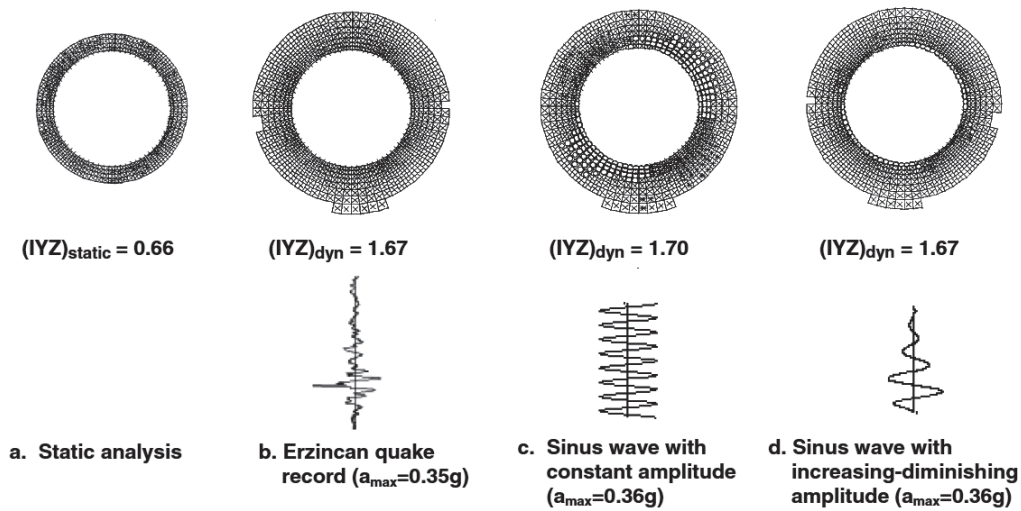 (IYZ)static = 0.66
(IYZ)dyn = 1.67
(IYZ)dyn = 1.70
(IYZ)dyn = 1.67
a. Static analysis
b. Erzincan quake
record (amax=0.35g)
c. Sinus wave with
constant amplitude
(amax=0.36g)
d. Sinus wave with
increasing-diminishing
amplitude (amax=0.36g)